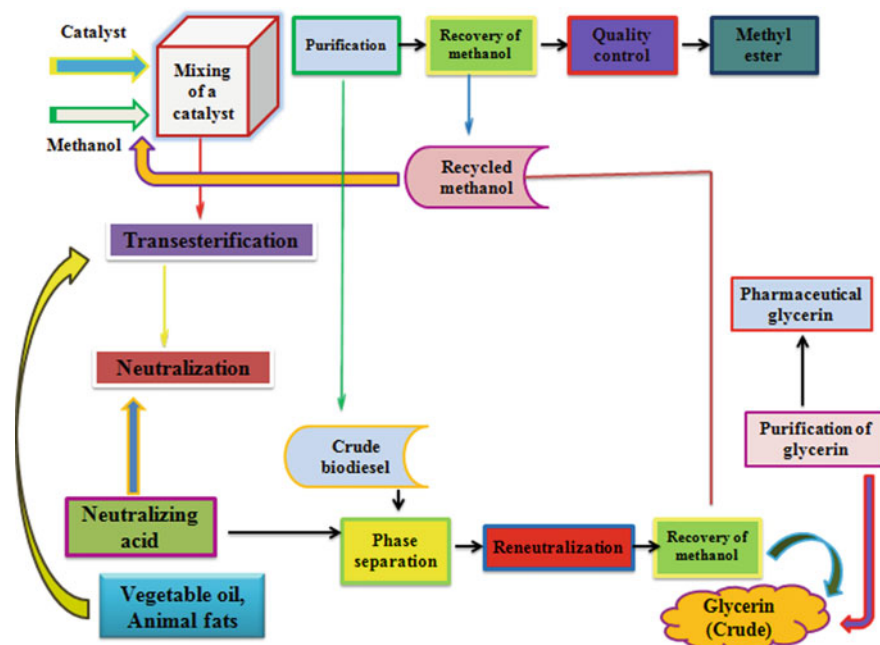 Catalyst
Mixing
of a
catalyst
Methanol
Purification
Recovery of
methanol
Quality
control
Methyl
ester
Recycled
methanol
Transesterification
Neutralization
Pharmaceutical
glycerin
Purification of
glycerin
Crude
biodiesel
Neutralizing
acid
Phase
separation
Reneutralization
Recovery of
methanol
Vegetable oil,
Animal fats
Glycerin
(Crude)